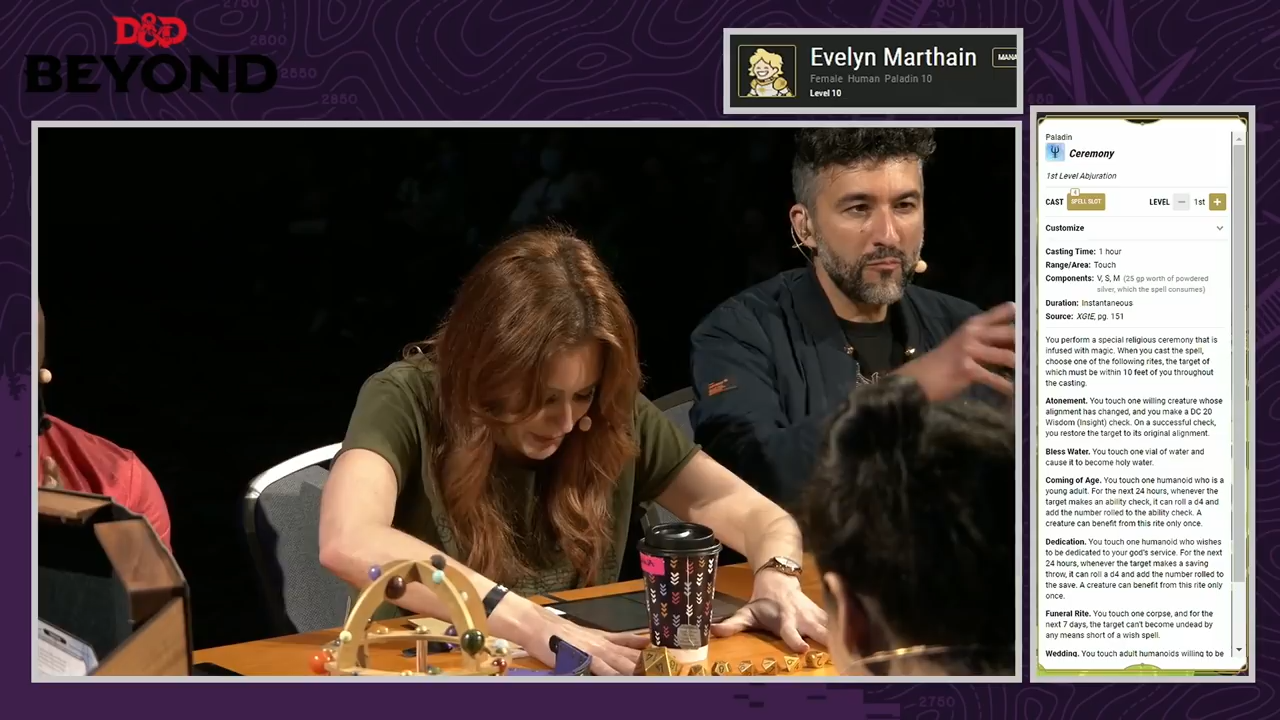 D&D
BEYOND
2750
2800
2850
2850
50
Evelyn Marthain
Female Human Paladin 10
Level 10
Paladin
Ceremony
1st Level Abjuration
4
CAST SPELL SLOT LEVEL 1st
Customize
Casting Time: 1 hour
Range/Area: Touch
Components: V, S, M (25 gp worth of powdered
silver, which the spell consumes)
Duration: Instantaneous
Source: XGtE, pg. 151
You perform a special religious ceremony that is
infused with magic. When you cast the spell,
choose one of the following rites, the target of
which must be within 10 feet of you throughout
the casting.
Atonement. You touch one willing creature whose
alignment has changed, and you make a DC 20
Wisdom (Insight) check. On a successful check,
you restore the target to its original alignment.
Bless Water. You touch one vial of water and
cause it to become holy water.
Coming of Age. You touch one humanoid who is a
young adult. For the next 24 hours, whenever the
target makes an ability check, it can roll a d4 and
add the number rolled to the ability check. A
creature can benefit from this rite only once.
Dedication. You touch one humanoid who wishes
to be dedicated to your god's service. For the next
24 hours, whenever the target makes a saving
throw, it can roll a d4 and add the number rolled to
the save. A creature can benefit from this rite only
once.
Funeral Rite. You touch one corpse, and for the
next 7 days, the target can't become undead by
any means short of a wish spell.
Wedding. You touch adult humanoids willing to be
2750